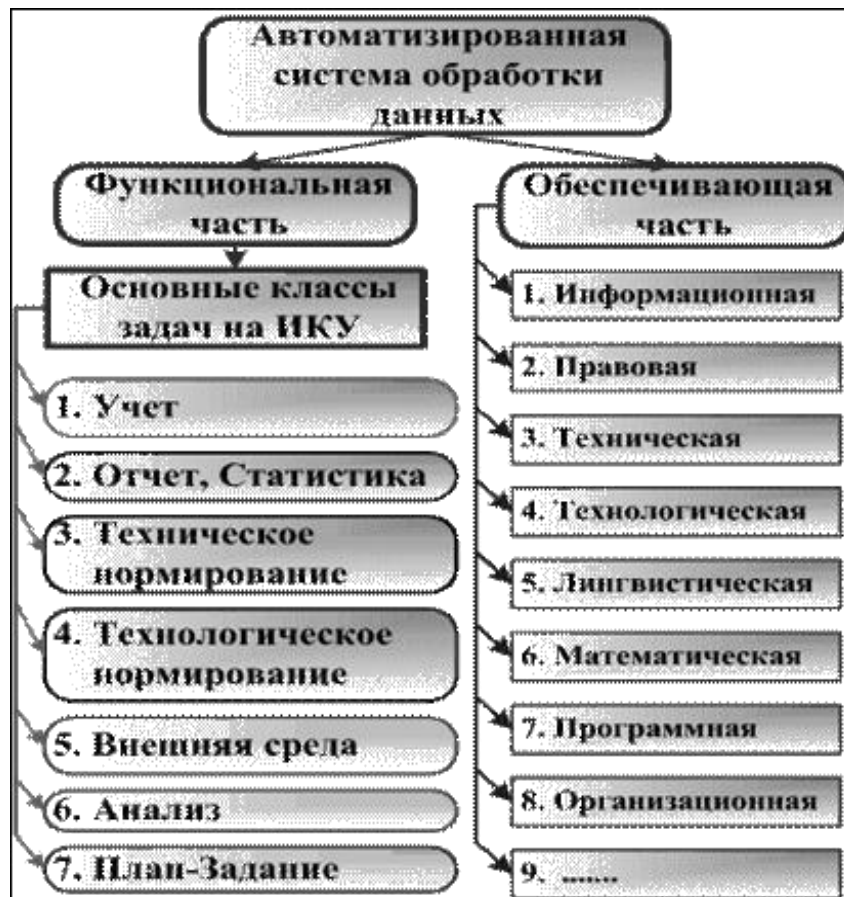 Автоматизированная
система обработки
данных
Функциональная
часть
Основные классы
задач на ИКУ
1. Учет
2. Отчет, Статистика
3. Техническое
нормирование
4. Технологическое
нормирование
5. Внешняя среда
6. Анализ
7. План-Задание
Обеспечивающая
часть
1. Информационная
2. Правовая
3. Техническая
4. Технологическая
5. Лингвистическая
6. Математическая
7. Программная
8. Организационная
9. .......